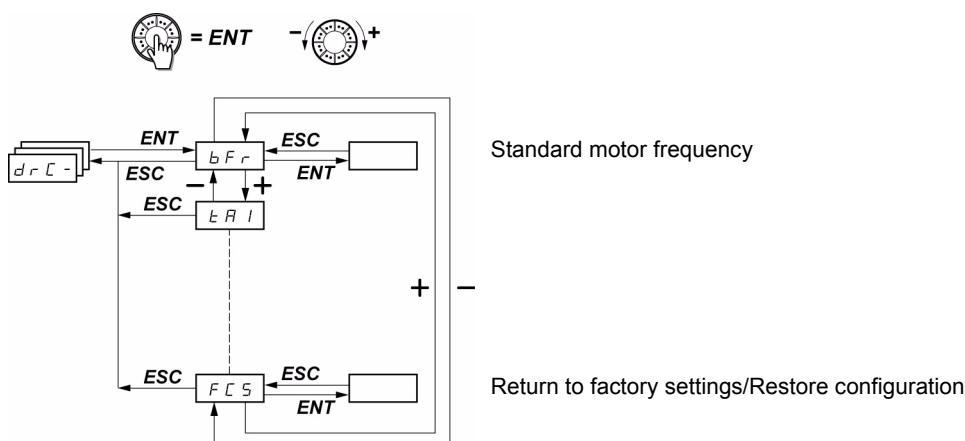 = ENT - +
ENT ESC
drC- bFr Standard motor frequency
ESC ENT
- +
ESC tAI
+ -
ESC ESC
FCS Return to factory settings/Restore configuration
ENT